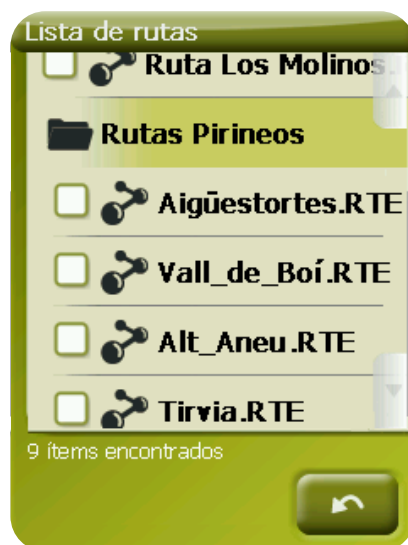 Lista de rutas
Ruta Los Molinos.
Rutas Pirineos
Aigüestortes.RTE
Vall_de_Boí.RTE
Alt_Aneu.RTE
Tirvia.RTE
9 ítems encontrados